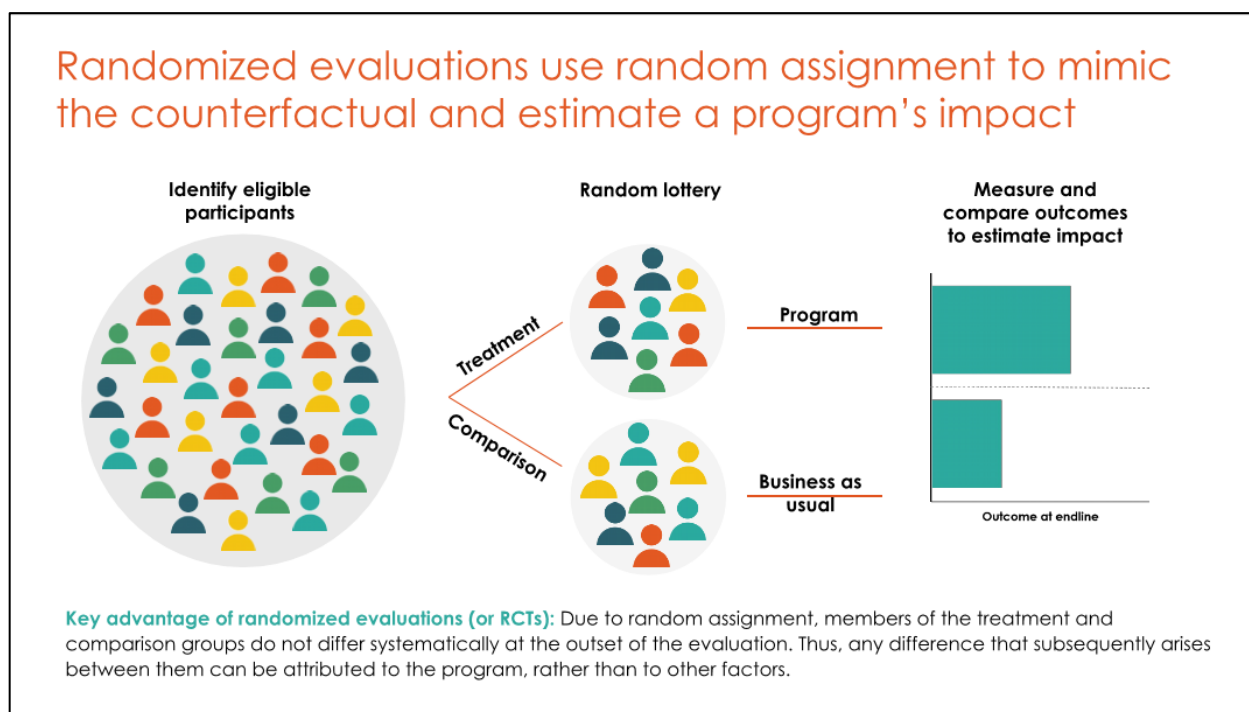 Randomized evaluations use random assignment to mimic
the counterfactual and estimate a program’s impact
Identify eligible
participants
Random lottery
Measure and
compare outcomes
to estimate impact
Treatment
Comparison
Program
Business as
usual
Outcome at endline
Key advantage of randomized evaluations (or RCTs): Due to random assignment, members of the treatment and
comparison groups do not differ systematically at the outset of the evaluation. Thus, any difference that subsequently arises
between them can be attributed to the program, rather than to other factors.